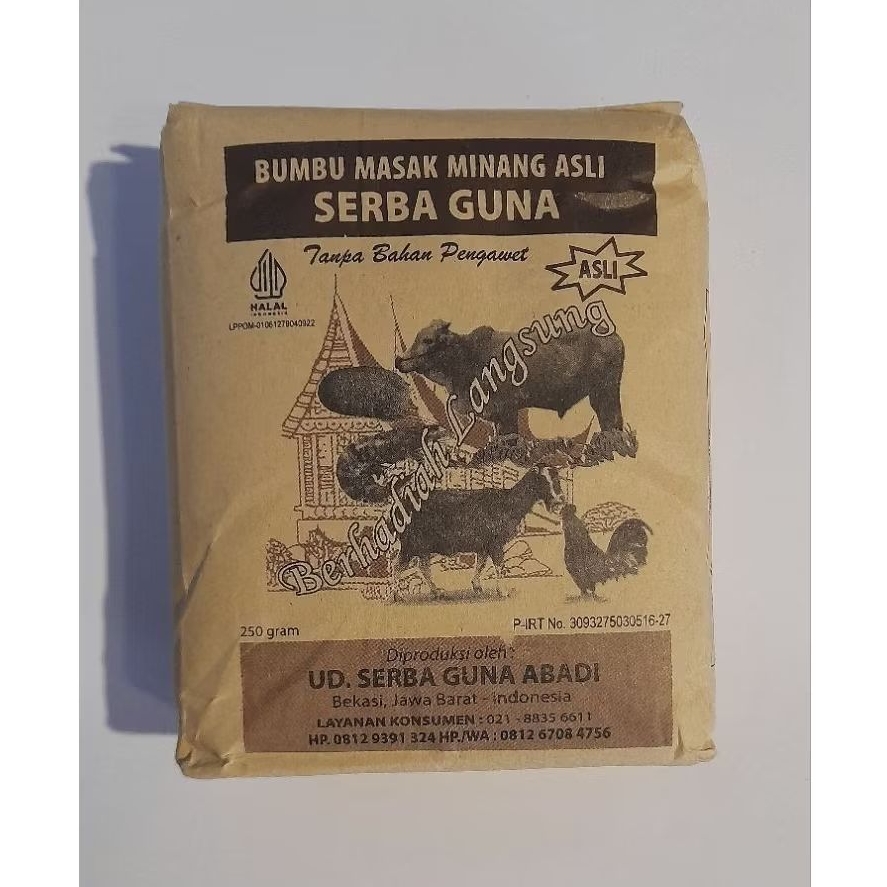 BUMBU MASAK MINANG ASLI
SERBA GUNA
Tanpa Bahan Pengawet
ASLI
HALAL
INDONESIA
LPPOM-01061278040922
Berhadiah Langsung
250 gram
P-IRT No. 3093275030516-27
Diproduksi oleh :
UD. SERBA GUNA ABADI
Bekasi, Jawa Barat - Indonesia
LAYANAN KONSUMEN : 021 - 8835 6611
HP. 0812 9391 324 HP./WA : 0812 6708 4756